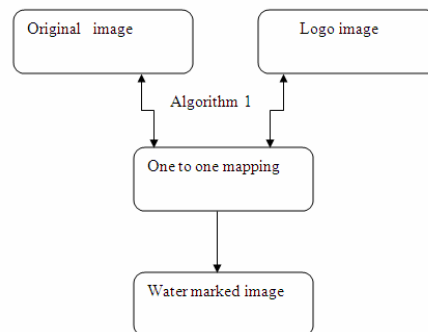 Original image
Logo image
Algorithm 1
One to one mapping
Water marked image